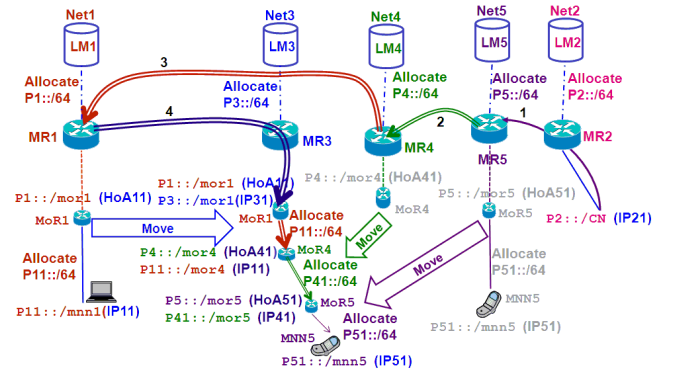 Net1 Net3 Net4 Net5 Net2
LM1 LM3 LM4 LM5 LM2
3
Allocate P1::/64
Allocate P3::/64
Allocate P4::/64
Allocate P5::/64
Allocate P2::/64
4
2
1
MR1 MR3 MR4 MR5 MR2
P4::/mor4 (HoA41)
P1::/mor1 (HoA11)
P1::/mor1 (HoA11)
P3::/mor1(IP31)
P5::/mor5 (HoA51)
MoR1
Move
MoR1
MoR4
MoR5
P2::/CN (IP21)
Allocate
P11::/64
Move
P4::/mor4 (HoA41)
P11::/mor4 (IP11)
MoR4
Allocate
P11::/64
Allocate
P41::/64
Move
Allocate
P51::/64
P5::/mor5 (HoA51)
P41::/mor5 (IP41)
MoR5
Allocate
P51::/64
P11::/mnn1(IP11)
MNN5
P51::/mnn5 (IP51)
MNN5
P51::/mnn5 (IP51)